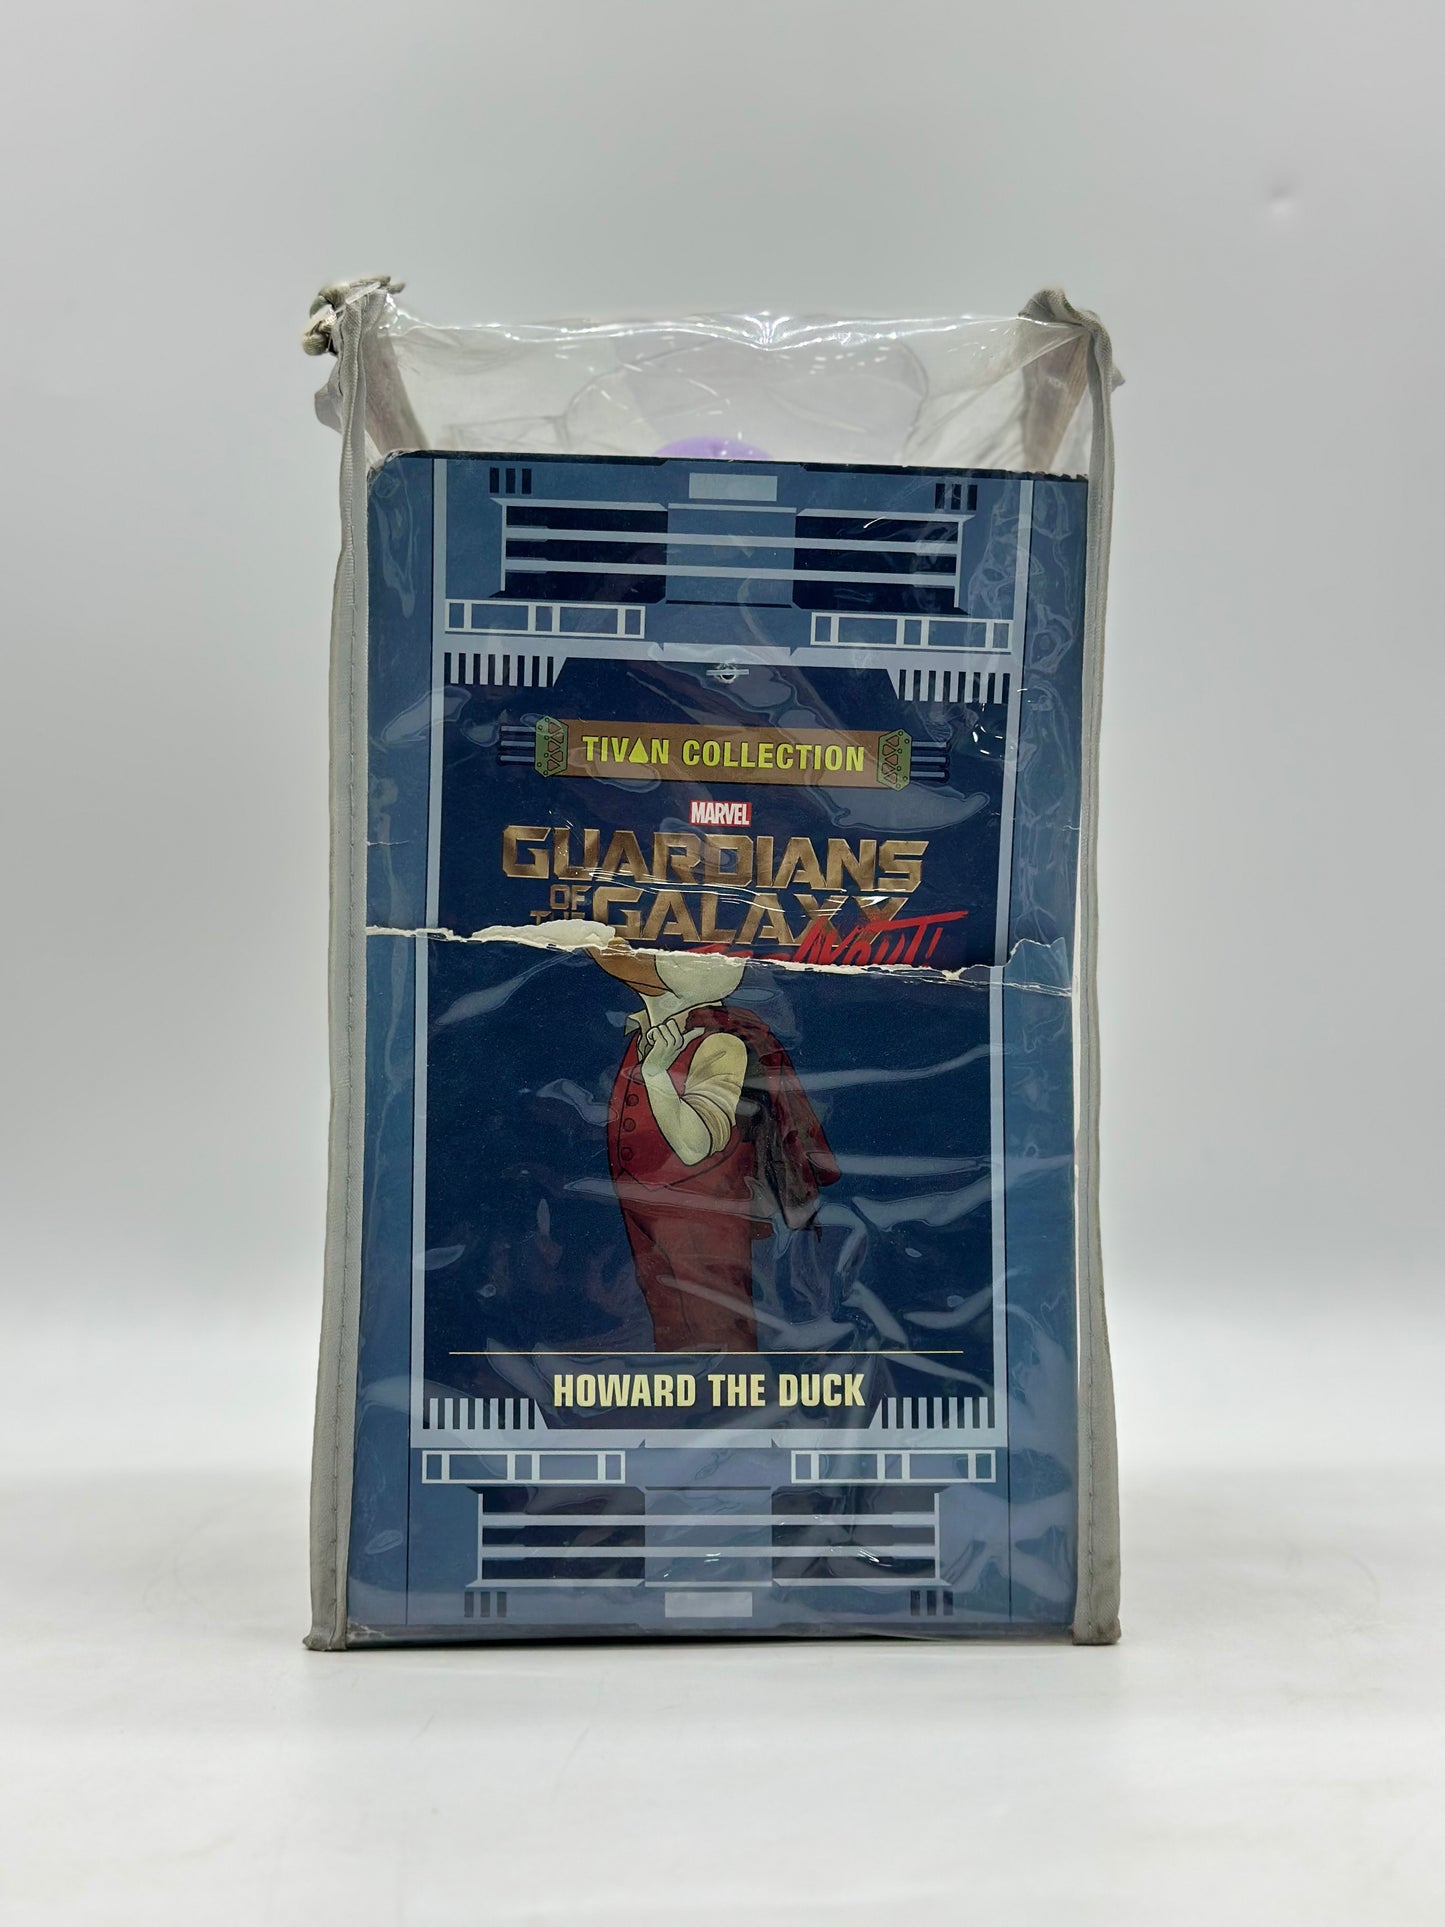 TIVAN COLLECTION
MARVEL
GUARDIANS
OF
THE GALAXY
HOWARD THE DUCK